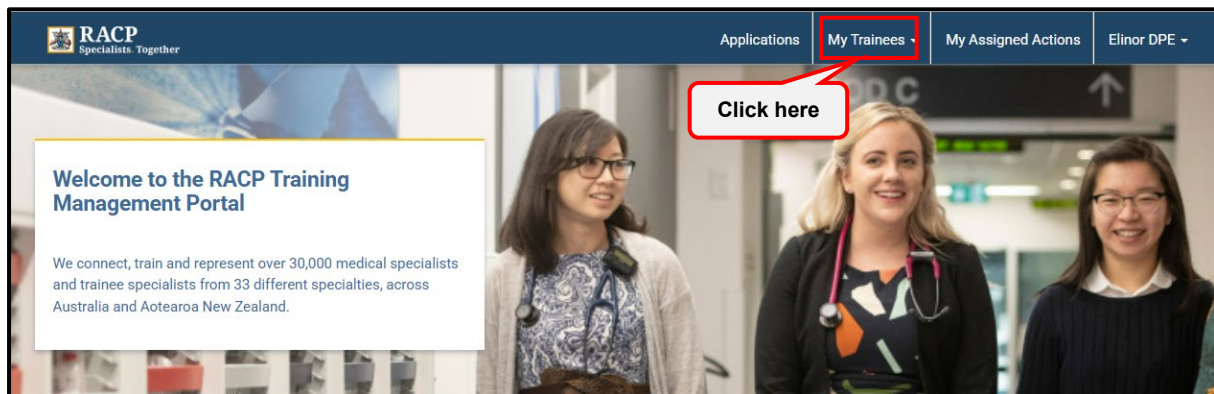 RACP
Specialists. Together
Applications
My Trainees
My Assigned Actions
Elinor DPE
Click here
Welcome to the RACP Training
Management Portal
We connect, train and represent over 30,000 medical specialists
and trainee specialists from 33 different specialties, across
Australia and Aotearoa New Zealand.